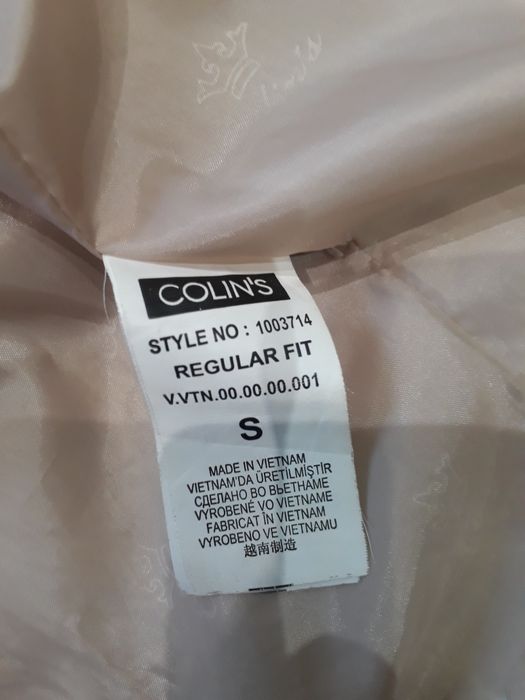 COLIN'S
STYLE NO : 1003714
REGULAR FIT
V.VTN.00.00.00.001
S
MADE IN VIETNAM
VIETNAM'DA ÜRETİLMİŞTİR
СДЕЛАНО ВО ВЬЕТНАМЕ
VYROBENÉ VO VIETNAME
FABRICAT ÎN VIETNAM
VYROBENO VE VIETNAMU
越南制造